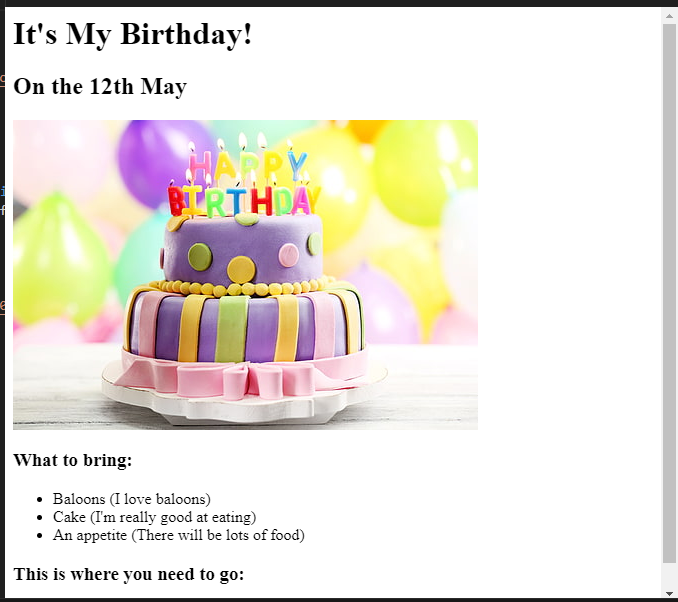 It's My Birthday!
On the 12th May
HAPPY
BIRTHDAY
What to bring:
Baloons (I love baloons)
Cake (I'm really good at eating)
An appetite (There will be lots of food)
This is where you need to go: